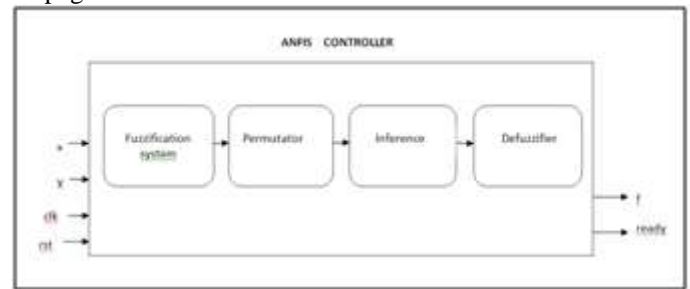 ANFIS CONTROLLER
Fuzzification
system
Permutator
Inference
Defuzzifier
x
y
clk
rst
f
ready